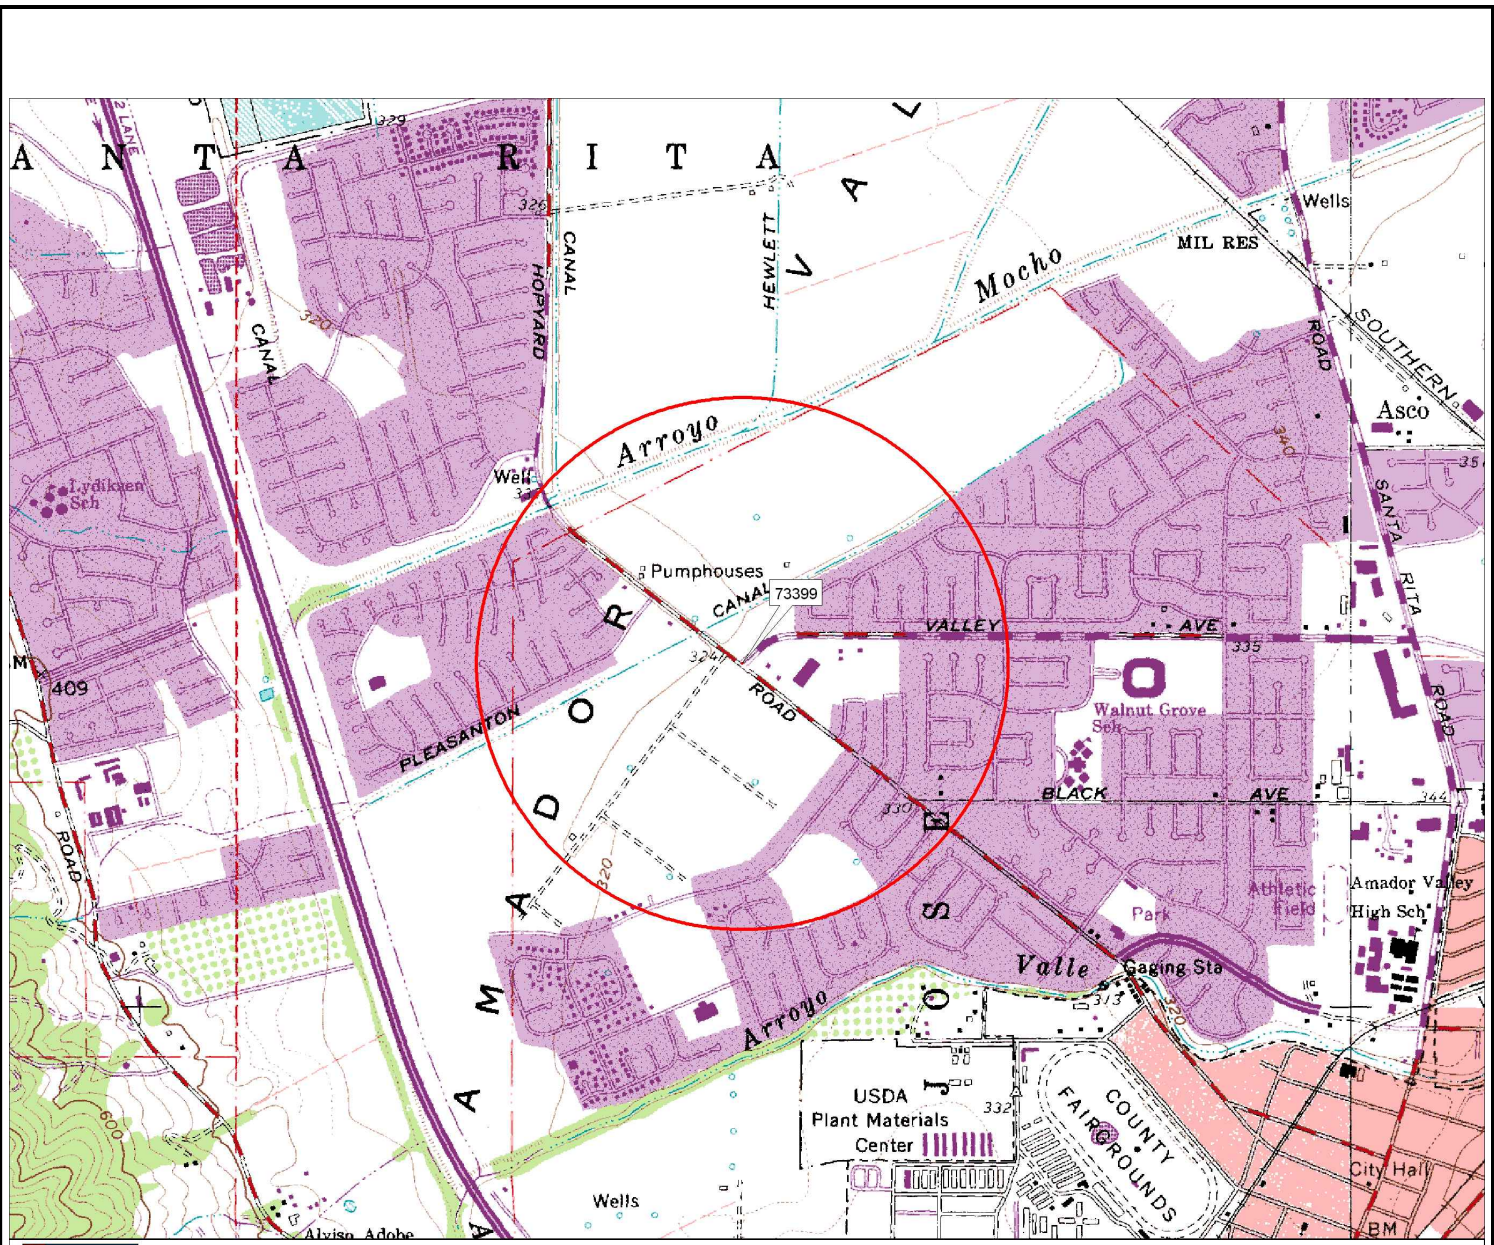 2 LANE
329
A N T A R I T A
L
A
V
326
CANAL
HOPYARD
HEWLETT
Mocho
Wells
MIL RES
320
CANAL
ROAD
SOUTHERN
Asco
340
351
Arroyo
Well
Lydiksen
Sch
SANTA
I
Pumphouses
CANAL
73399
RITA
R
VALLEY AVE
335
324
M
409
ROAD
O
PLEASANTON
Walnut Grove
Sch
ROAD
D
330
BLACK AVE
344
E
ROAD
320
A
S
Athletic
Field
Amador Valley
High Sch
Park
Valle
Gaging Sta
313
320
M
Arroyo
O
A
J
USDA
Plant Materials
Center
332
COUNTY
FAIRGROUNDS
600
City Hall
Wells
BM
Alviso Adobe
A